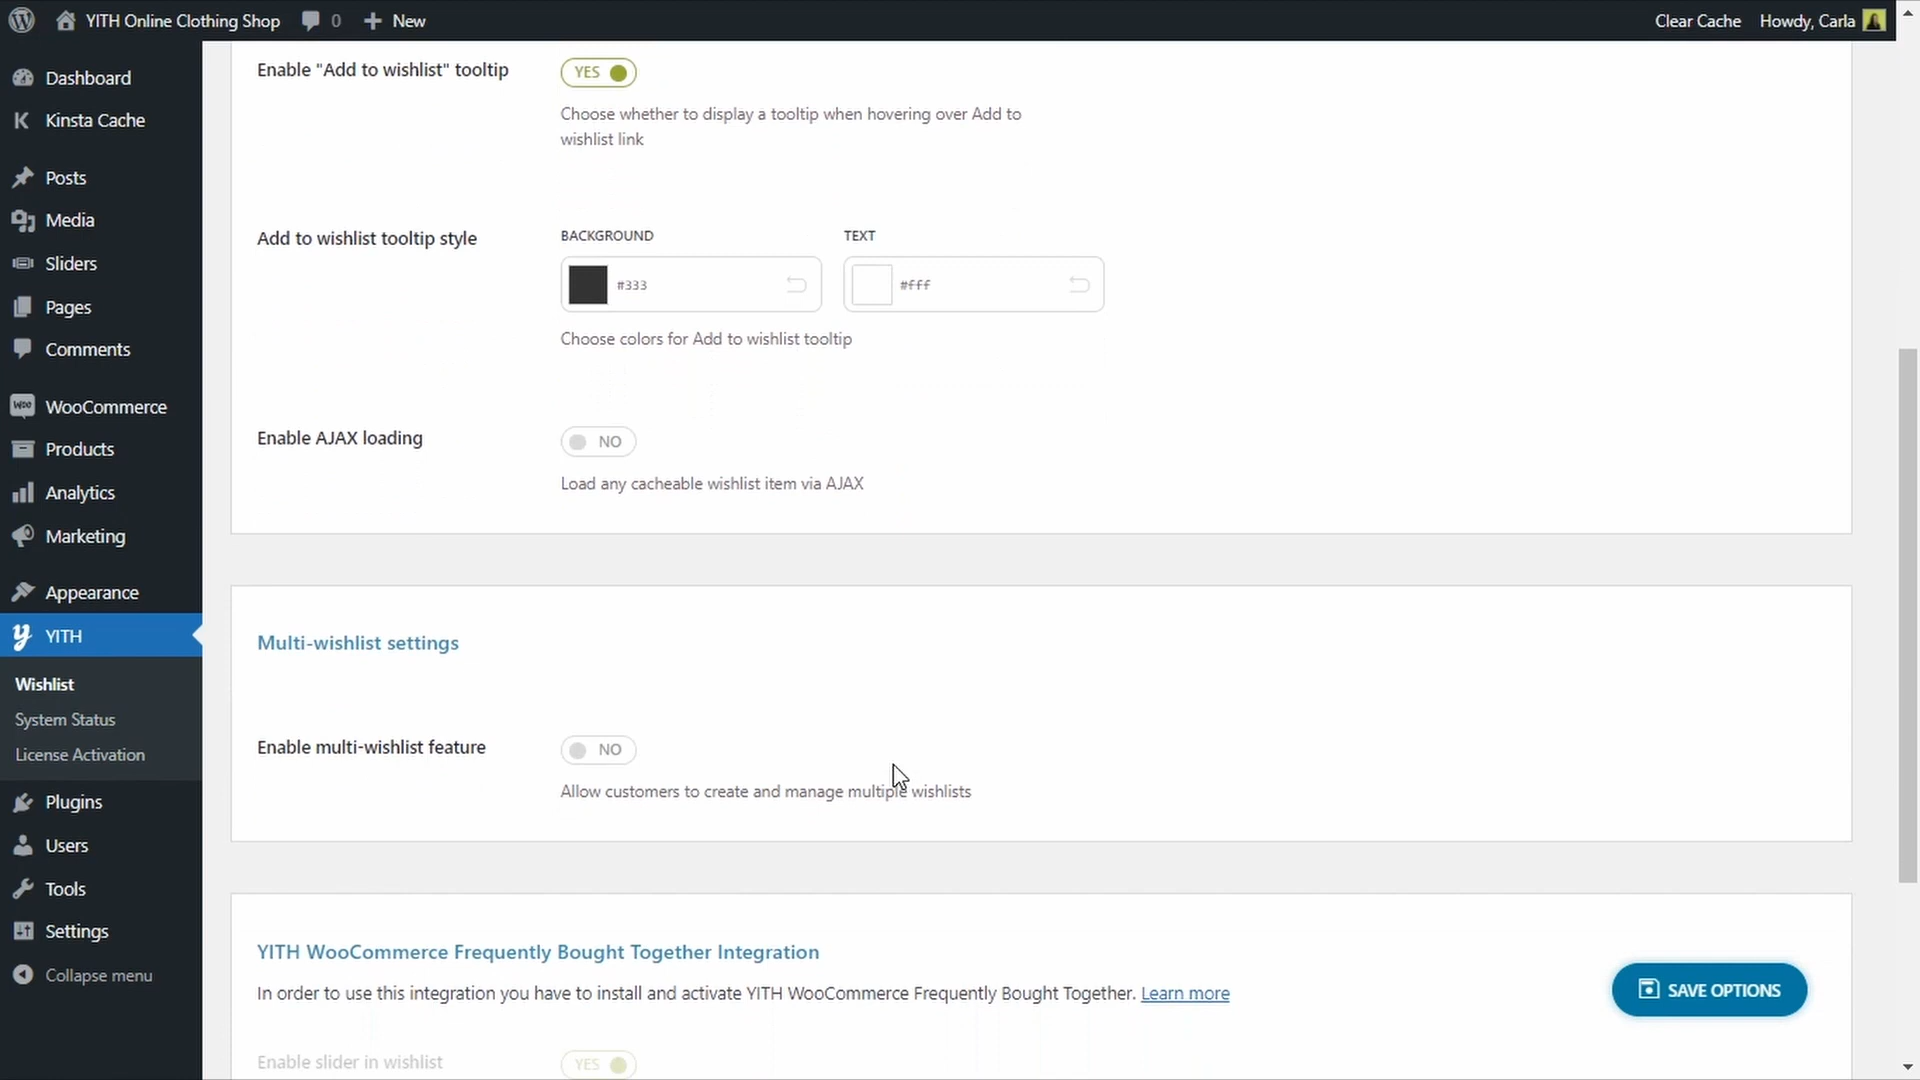 YITH Online Clothing Shop
0
New
Clear Cache
Howdy, Carla
Dashboard
Kinsta Cache
Posts
Media
Sliders
Pages
Comments
WooCommerce
Products
Analytics
Marketing
Appearance
YITH
Wishlist
System Status
License Activation
Plugins
Users
Tools
Settings
Collapse menu
Enable "Add to wishlist" tooltip
YES
Choose whether to display a tooltip when hovering over Add to
wishlist link
Add to wishlist tooltip style
BACKGROUND
TEXT
#333
#fff
Choose colors for Add to wishlist tooltip
Enable AJAX loading
NO
Load any cacheable wishlist item via AJAX
Multi-wishlist settings
Enable multi-wishlist feature
NO
Allow customers to create and manage multiple wishlists
YITH WooCommerce Frequently Bought Together Integration
In order to use this integration you have to install and activate YITH WooCommerce Frequently Bought Together. Learn more
SAVE OPTIONS
Enable slider in wishlist
YES